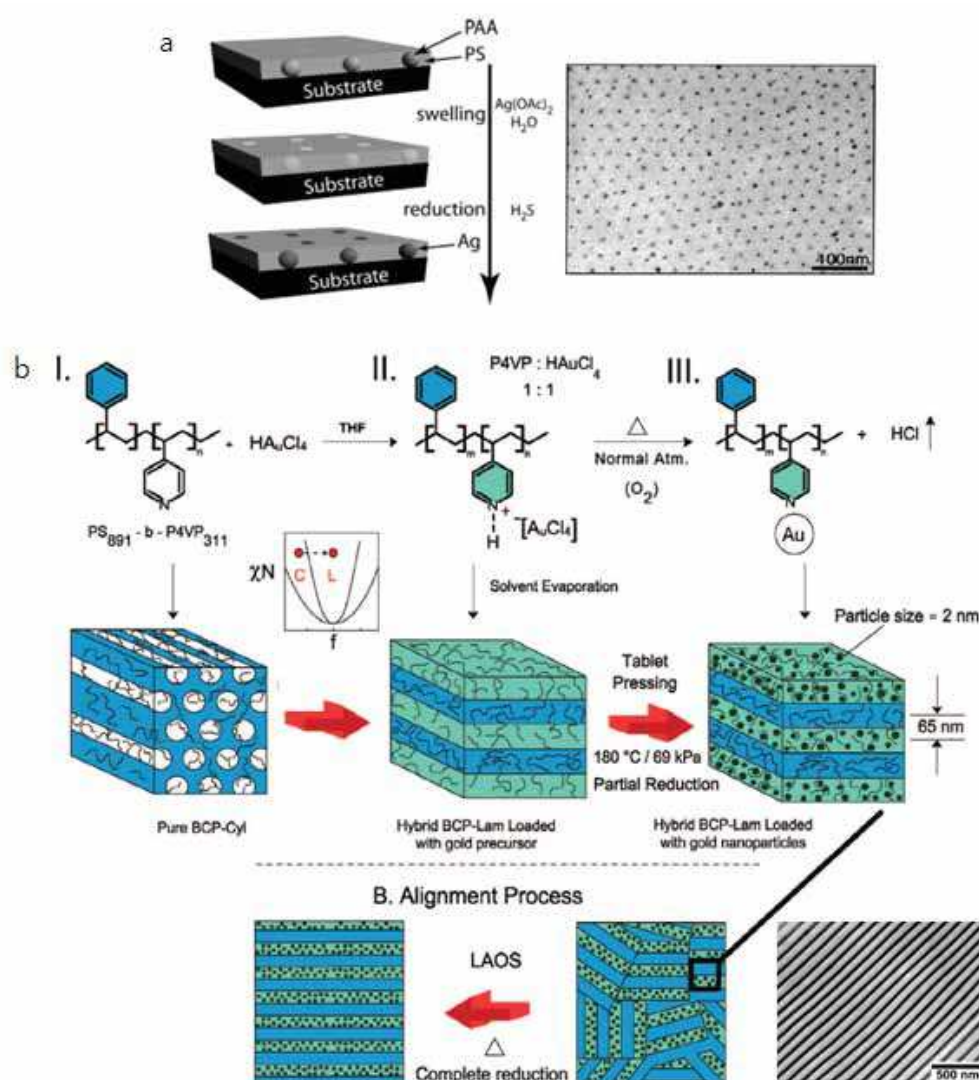 a
PAA
PS
Substrate
swelling
Ag(OAc)2
H2O
Substrate
reduction
H2S
Ag
Substrate
400nm
b
I.
II.
P4VP : HAuCl4
1 : 1
III.
[ ]m [ ]n + HAuCl4
THF
[ ]m [ ]n
△
Normal Atm.
(O2)
[ ]m [ ]n + HCl ↑
N
N+
H
−[AuCl4]
N
Au
PS891 - b - P4VP311
χN
C
L
f
Solvent Evaporation
Particle size = 2 nm
Tablet
Pressing
65 nm
180 °C / 69 kPa
Partial Reduction
Pure BCP-Cyl
Hybrid BCP-Lam Loaded
with gold precursor
Hybrid BCP-Lam Loaded
with gold nanoparticles
B. Alignment Process
LAOS
△
Complete reduction
500 nm